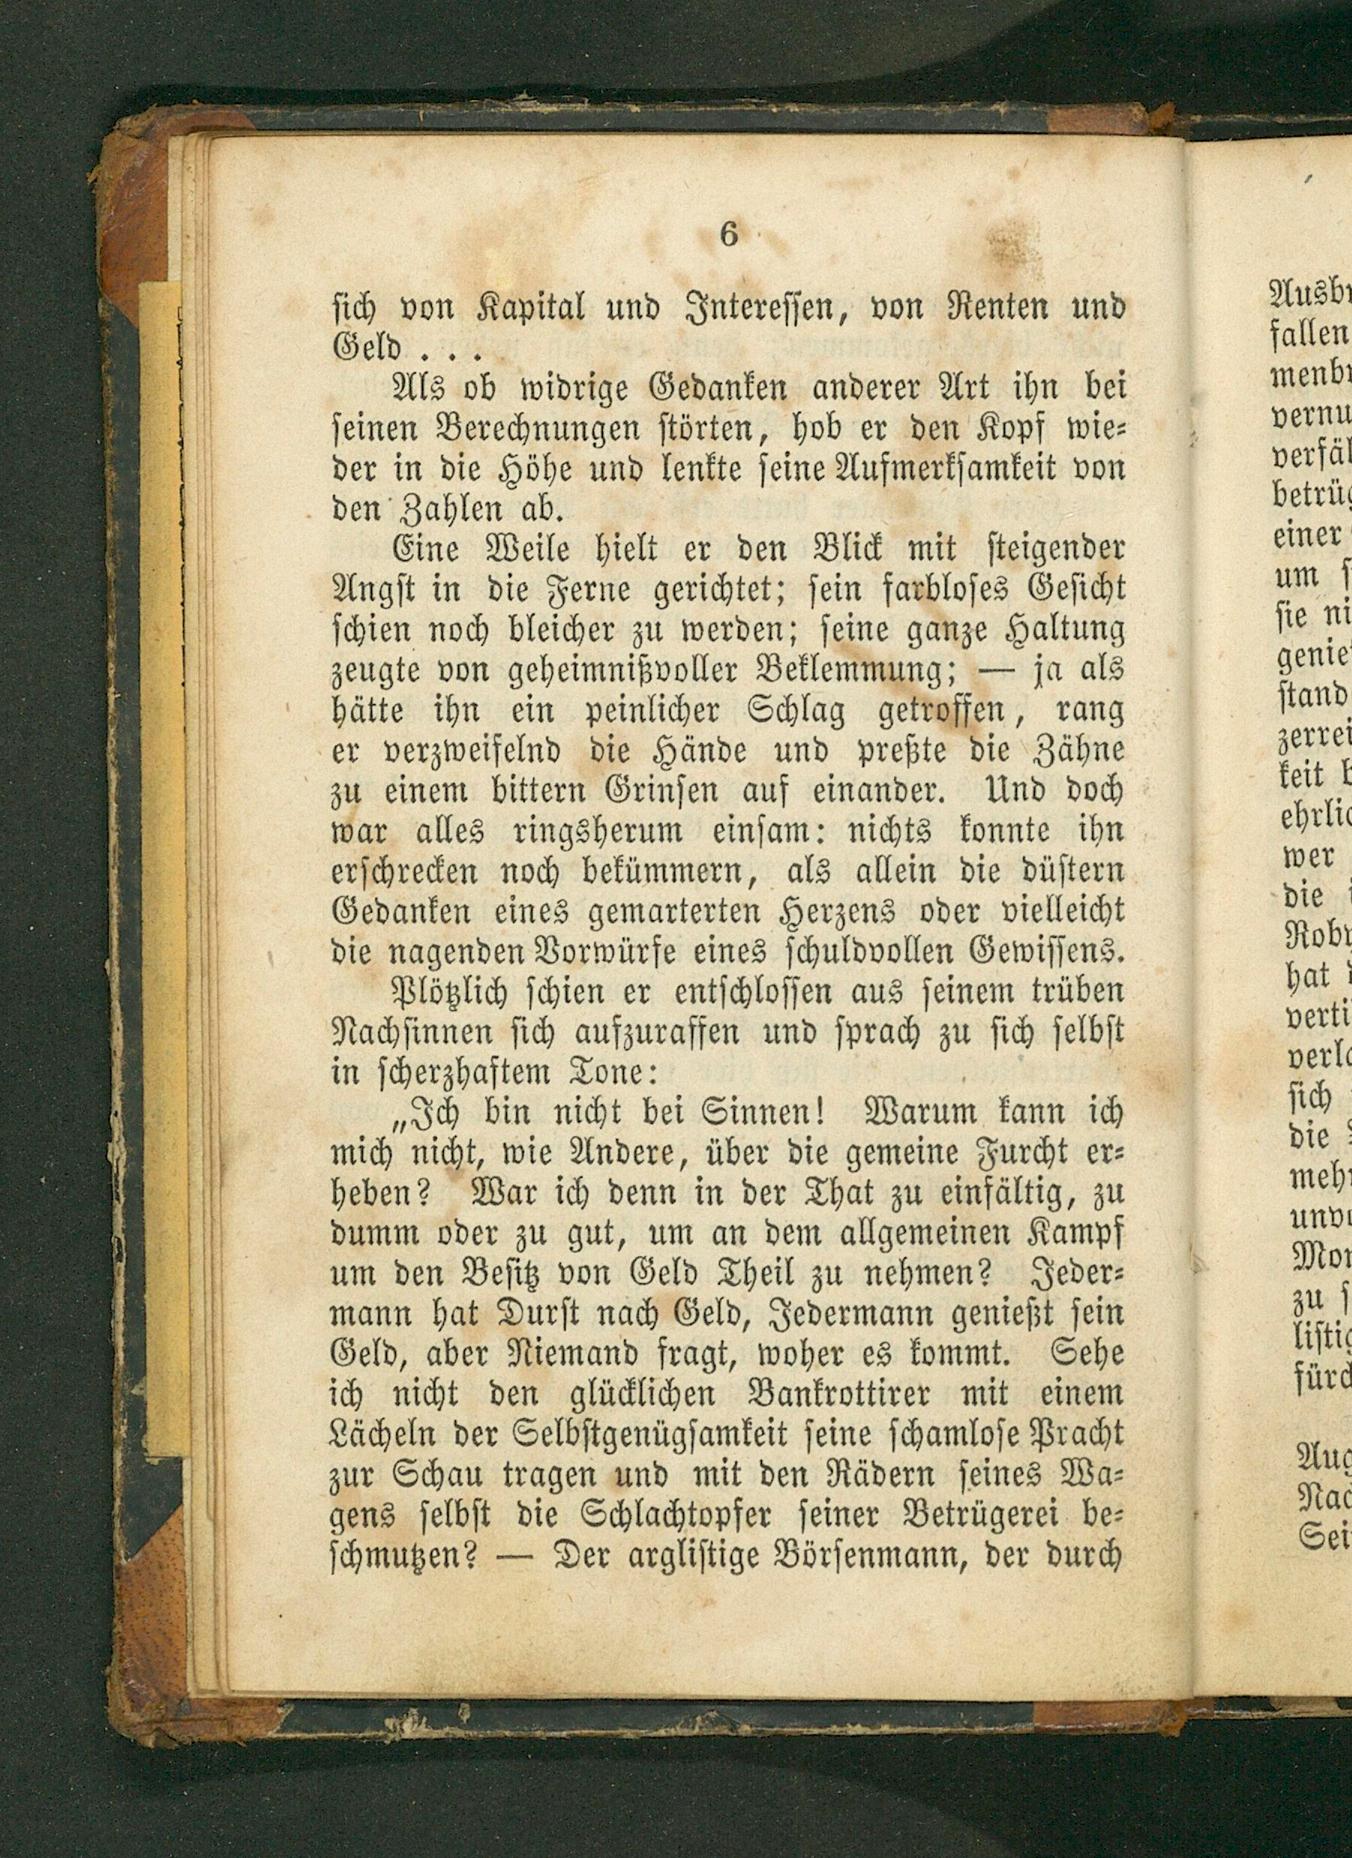 6
sich von Kapital und Interessen, von Renten und
Geld . . .
Als ob widrige Gedanken anderer Art ihn bei
seinen Berechnungen störten, hob er den Kopf wie-
der in die Höhe und lenkte seine Aufmerksamkeit von
den Zahlen ab.
Eine Weile hielt er den Blick mit steigender
Angst in die Ferne gerichtet; sein farbloses Gesicht
schien noch bleicher zu werden; seine ganze Haltung
zeugte von geheimnißvoller Beklemmung; — ja als
hätte ihn ein peinlicher Schlag getroffen, rang
er verzweifelnd die Hände und preßte die Zähne
zu einem bittern Grinsen auf einander. Und doch
war alles ringsherum einsam: nichts konnte ihn
erschrecken noch bekümmern, als allein die düstern
Gedanken eines gemarterten Herzens oder vielleicht
die nagenden Vorwürfe eines schuldvollen Gewissens.
Plötzlich schien er entschlossen aus seinem trüben
Nachsinnen sich aufzuraffen und sprach zu sich selbst
in scherzhaftem Tone:
„Ich bin nicht bei Sinnen! Warum kann ich
mich nicht, wie Andere, über die gemeine Furcht er-
heben? War ich denn in der That zu einfältig, zu
dumm oder zu gut, um an dem allgemeinen Kampf
um den Besitz von Geld Theil zu nehmen? Jeder-
mann hat Durst nach Geld, Jedermann genießt sein
Geld, aber Niemand fragt, woher es kommt. Sehe
ich nicht den glücklichen Bankrottirer mit einem
Lächeln der Selbstgenügsamkeit seine schamlose Pracht
zur Schau tragen und mit den Rädern seines Wa-
gens selbst die Schlachtopfer seiner Betrügerei be-
schmutzen? — Der arglistige Börsenmann, der durch
fallen
einer
um
sie
stand
keit
wer
die
hat
sich
die
zu